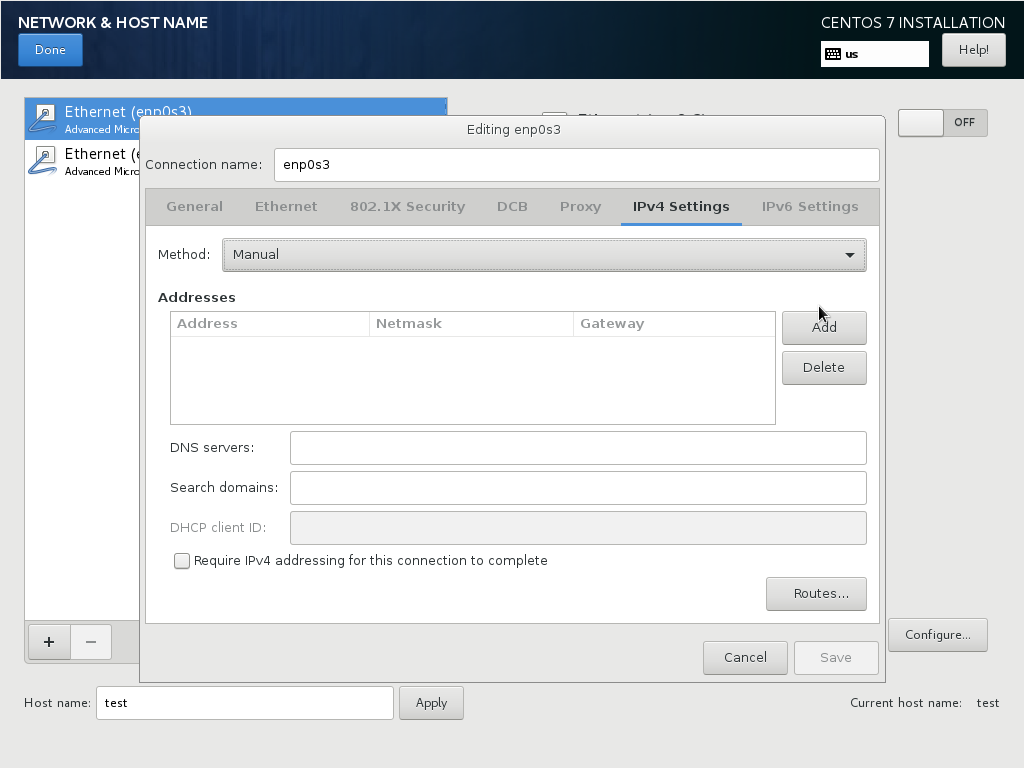 NETWORK & HOST NAME
CENTOS 7 INSTALLATION
Done
us
Help!
Ethernet (enp0s3)
Advanced Micro
OFF
Ethernet (e
Advanced Micro
Editing enp0s3
Connection name: enp0s3
General Ethernet 802.1X Security DCB Proxy IPv4 Settings IPv6 Settings
Method: Manual
Addresses
Address Netmask Gateway
Add
Delete
DNS servers:
Search domains:
DHCP client ID:
Require IPv4 addressing for this connection to complete
Routes...
+ −
Configure...
Cancel Save
Host name: test Apply
Current host name: test